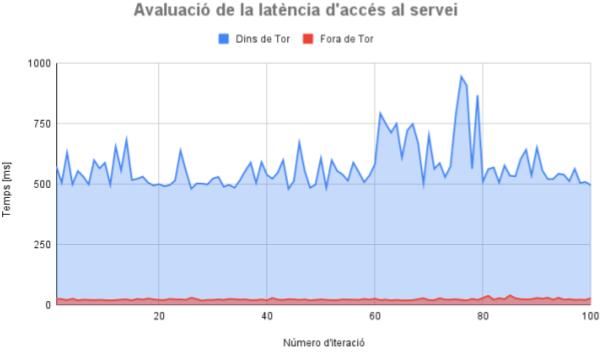 Avaluació de la latència d'accés al servei
Dins de Tor Fora de Tor
1000
750
500
250
0
Temps [ms]
20 40 60 80 100
Número d'iteració